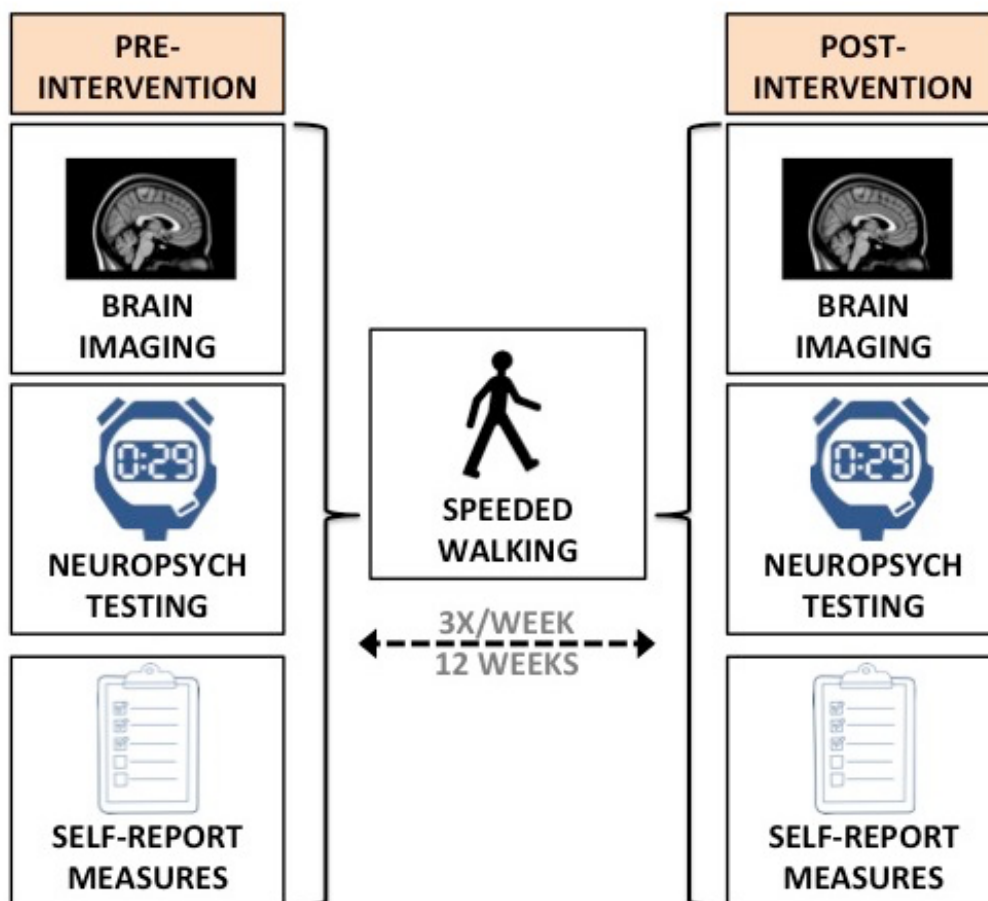 PRE-
INTERVENTION
BRAIN
IMAGING
0:29
NEUROPSYCH
TESTING
SELF-REPORT
MEASURES
SPEEDED
WALKING
3X/WEEK
12 WEEKS
POST-
INTERVENTION
BRAIN
IMAGING
0:29
NEUROPSYCH
TESTING
SELF-REPORT
MEASURES